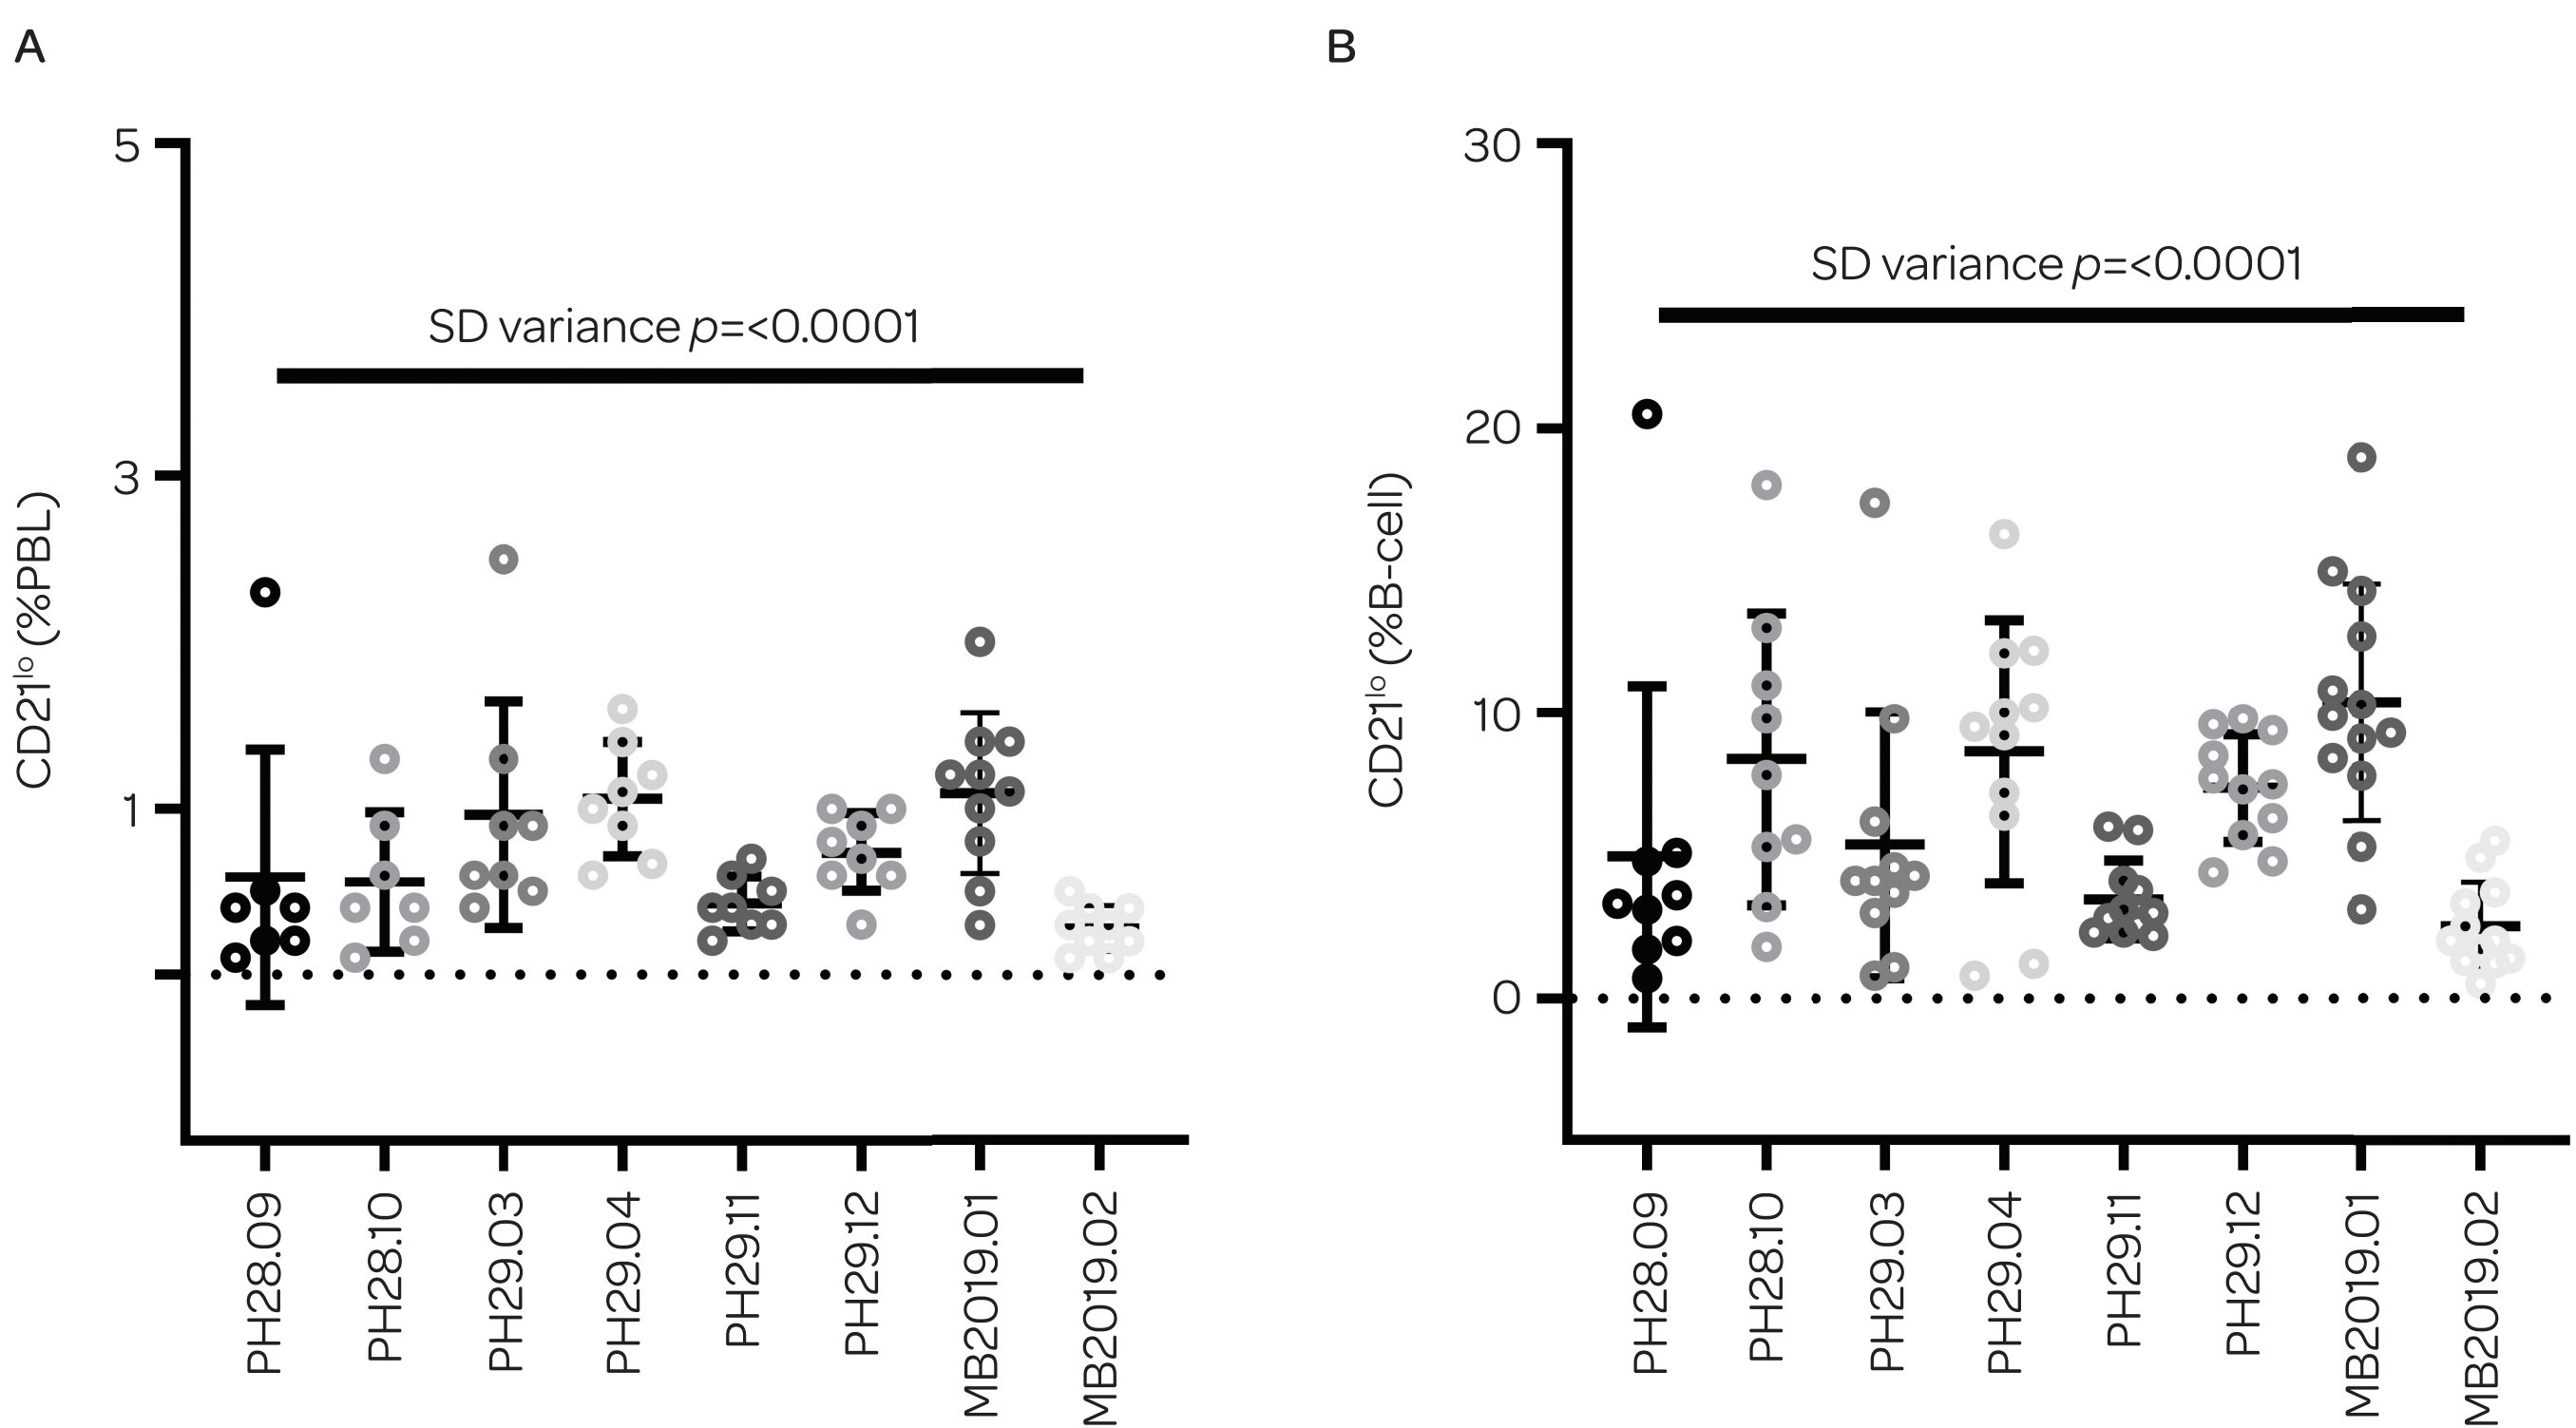 A
5
3
1
CD21lo (%PBL)
SD variance p=<0.0001
PH28.09
PH28.10
PH29.03
PH29.04
PH29.11
PH29.12
MB2019.01
MB2019.02
B
30
20
10
0
CD21lo (%B-cell)
SD variance p=<0.0001
PH28.09
PH28.10
PH29.03
PH29.04
PH29.11
PH29.12
MB2019.01
MB2019.02